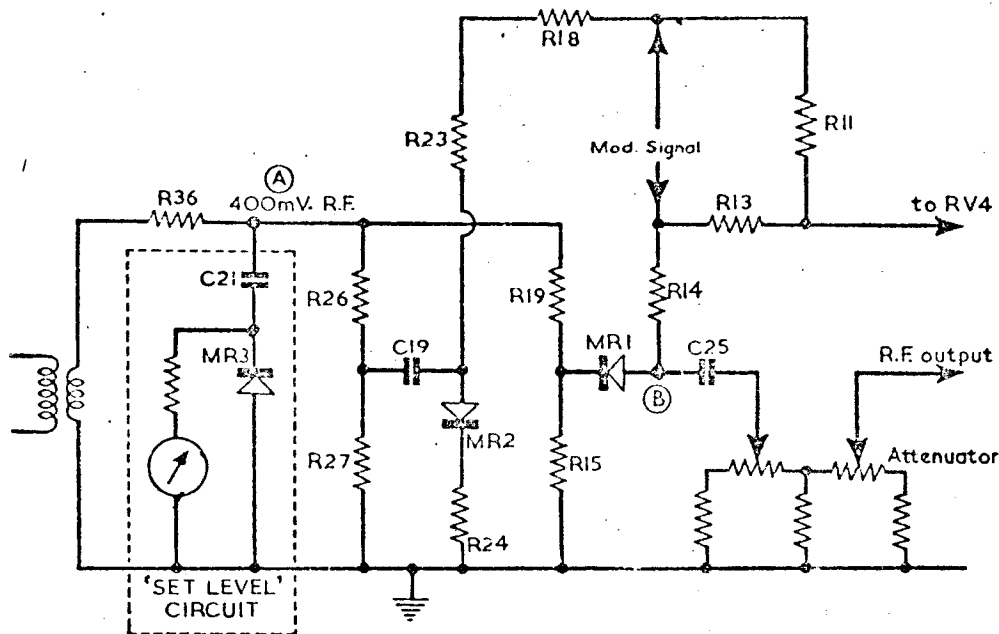 R18
R23
R11
Mod. Signal
A
R36
400mV. R.F.
R13
to RV4
C21
R26
R19
R14
MR3
C19
MR1
C25
R.F. output
B
MR2
R27
R15
Attenuator
R24
'SET LEVEL'
CIRCUIT